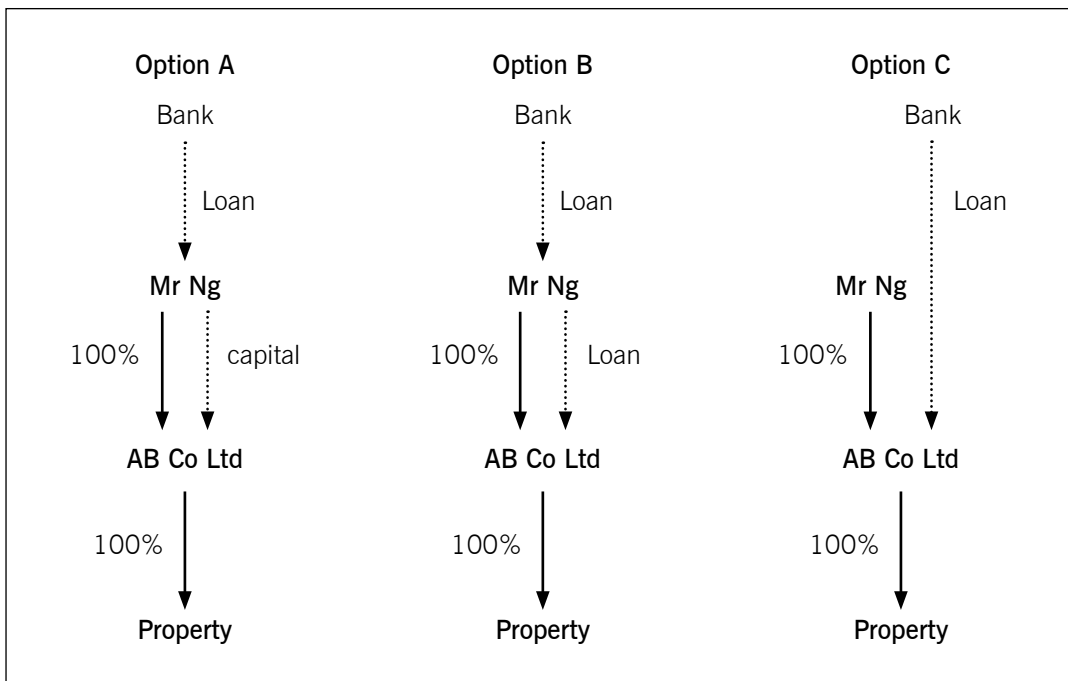 Option A
Bank
Loan
Mr Ng
100%
capital
AB Co Ltd
100%
Property
Option B
Bank
Loan
Mr Ng
100%
Loan
AB Co Ltd
100%
Property
Option C
Bank
Loan
Mr Ng
100%
AB Co Ltd
100%
Property